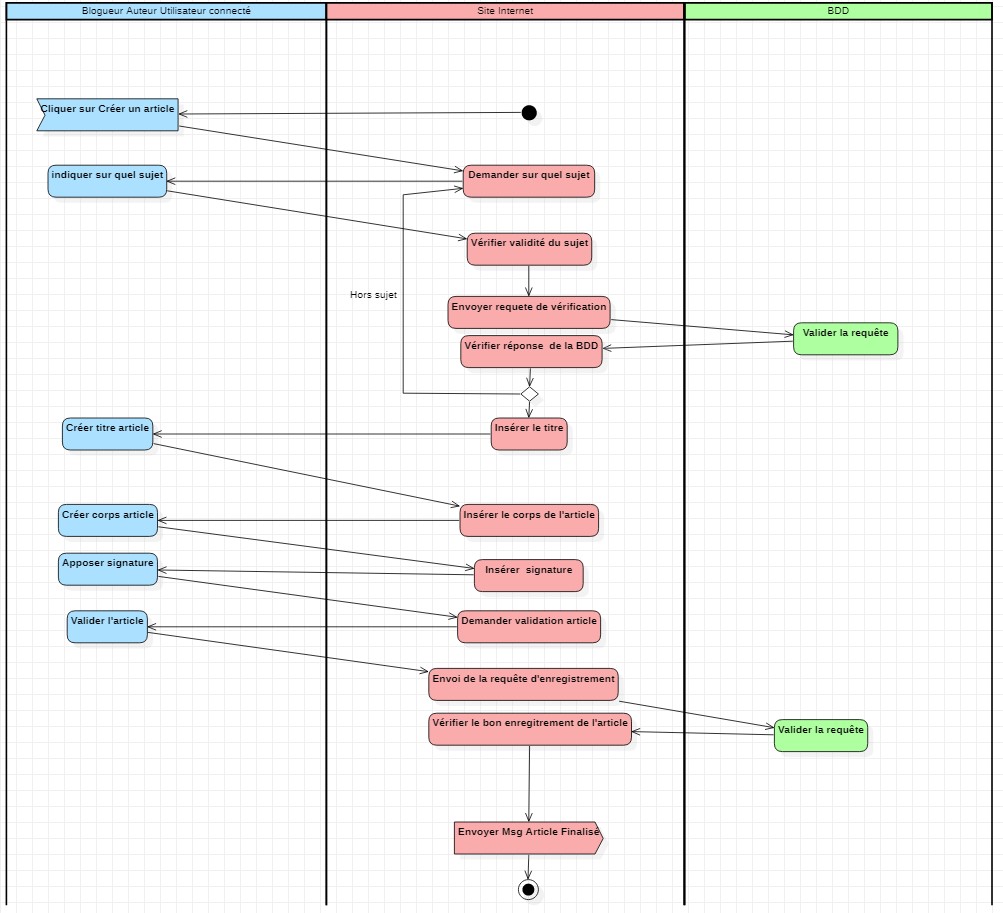 Blogueur Auteur Utilisateur connecté
Site Internet
BDD
Cliquer sur Créer un article
indiquer sur quel sujet
Demander sur quel sujet
Vérifier validité du sujet
Hors sujet
Envoyer requete de vérification
Valider la requête
Vérifier réponse de la BDD
Créer titre article
Insérer le titre
Créer corps article
Insérer le corps de l'article
Apposer signature
Insérer signature
Valider l'article
Demander validation article
Envoi de la requête d'enregistrement
Vérifier le bon enregitrement de l'article
Valider la requête
Envoyer Msg Article Finalisé